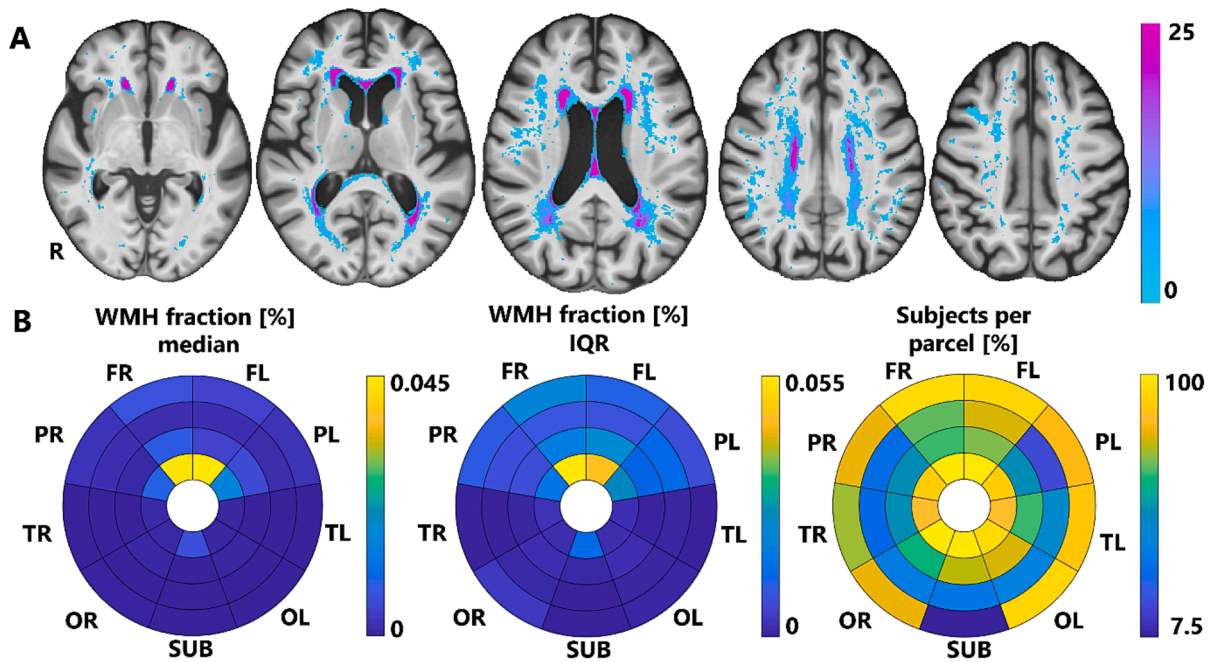 A
25
0
R
B
WMH fraction [%]
median
FR
FL
PR
PL
TR
TL
OR
OL
SUB
0.045
0
WMH fraction [%]
IQR
FR
FL
PR
PL
TR
TL
OR
OL
SUB
0.055
0
Subjects per
parcel [%]
FR
FL
PR
PL
TR
TL
OR
OL
SUB
100
7.5